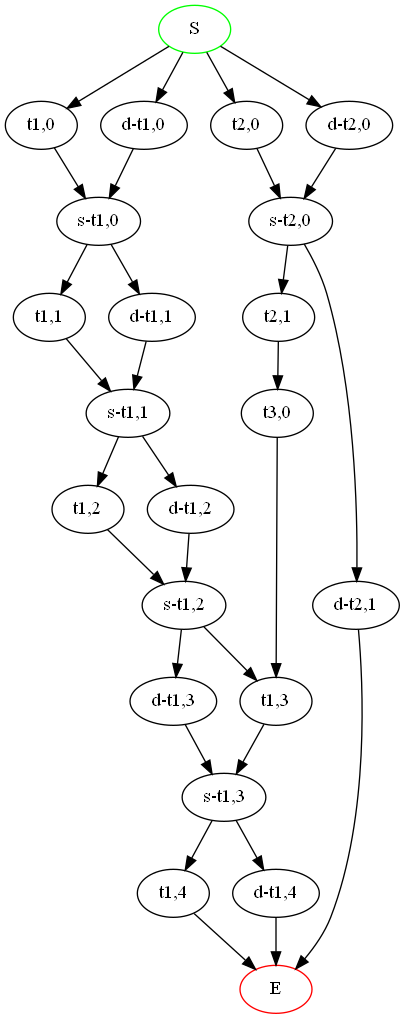 S
t1,0
d-t1,0
t2,0
d-t2,0
s-t1,0
s-t2,0
t1,1
d-t1,1
t2,1
s-t1,1
t3,0
t1,2
d-t1,2
s-t1,2
d-t2,1
d-t1,3
t1,3
s-t1,3
t1,4
d-t1,4
E